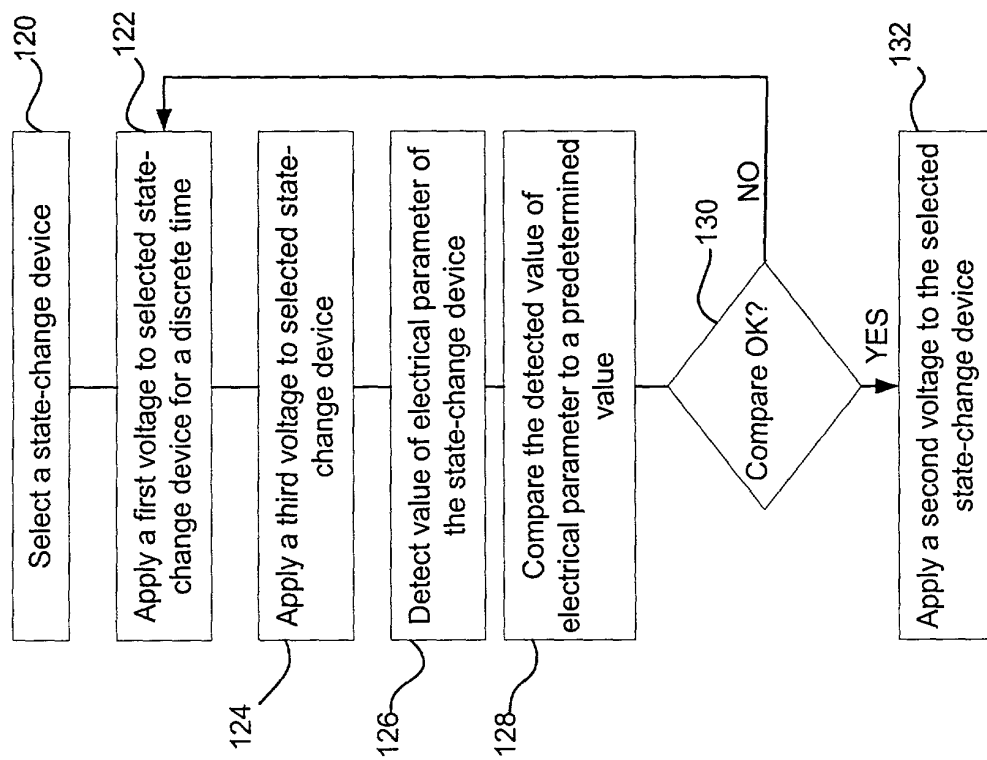 120
Select a state-change device
122
Apply a first voltage to selected state-
change device for a discrete time
124
Apply a third voltage to selected state-
change device
126
Detect value of electrical parameter of
the state-change device
128
Compare the detected value of
electrical parameter to a predetermined
value
130
Compare OK?
NO
YES
132
Apply a second voltage to the selected
state-change device